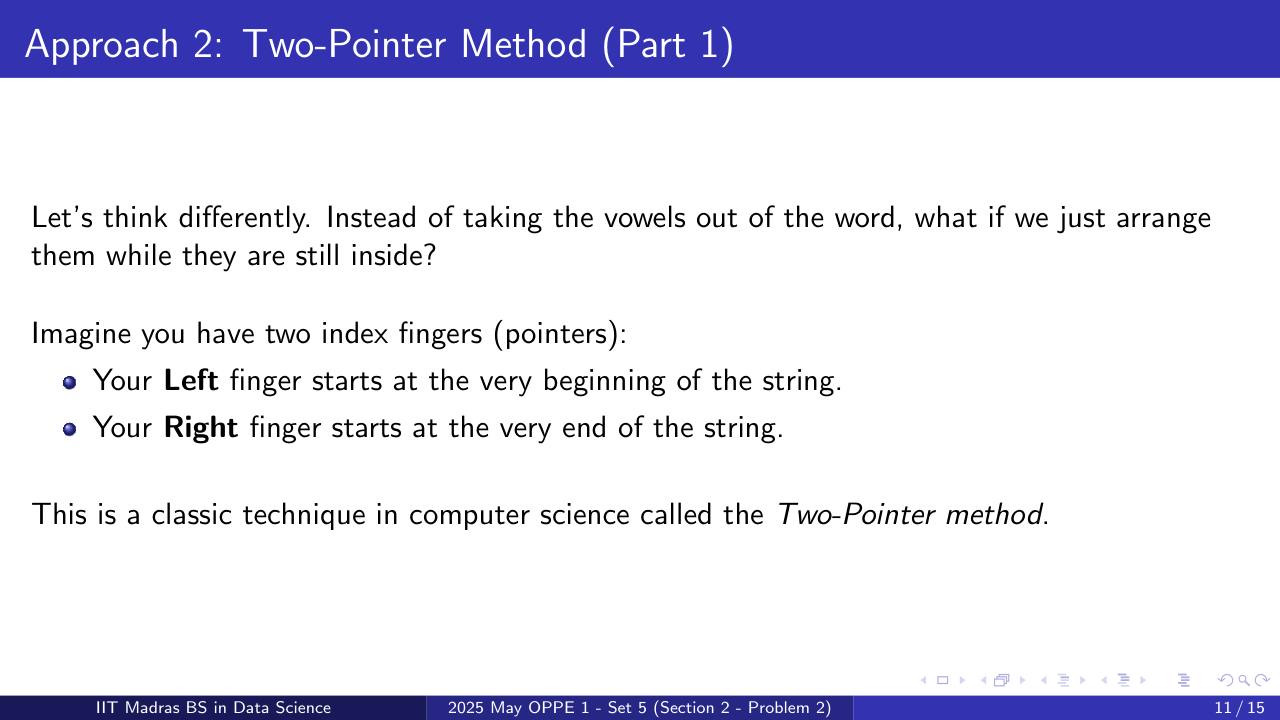 Approach 2: Two-Pointer Method (Part 1)
Let's think differently. Instead of taking the vowels out of the word, what if we just arrange
them while they are still inside?
Imagine you have two index fingers (pointers):
Your Left finger starts at the very beginning of the string.
Your Right finger starts at the very end of the string.
This is a classic technique in computer science called the Two-Pointer method.
IIT Madras BS in Data Science
2025 May OPPE 1 - Set 5 (Section 2 - Problem 2)
11 / 15